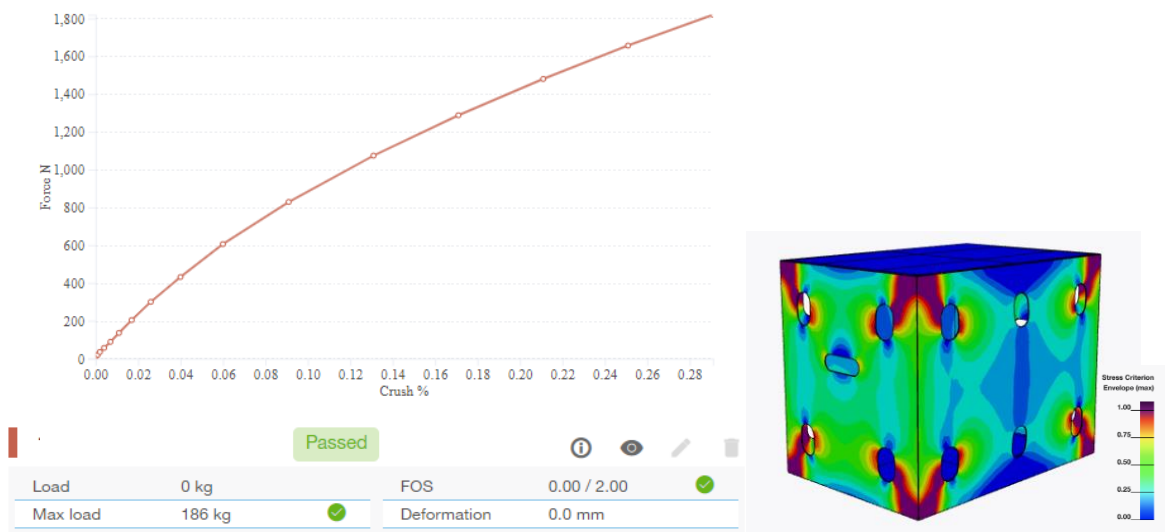 1,800
1,600
1,400
1,200
1,000
800
600
400
200
0
Force N
0.00 0.02 0.04 0.06 0.08 0.10 0.12 0.14 0.16 0.18 0.20 0.22 0.24 0.26 0.28
Crush %
Passed
Load 0 kg FOS 0.00 / 2.00
Max load 186 kg Deformation 0.0 mm
Stress Criterion
Envelope (max)
1.00
0.75
0.50
0.25
0.00